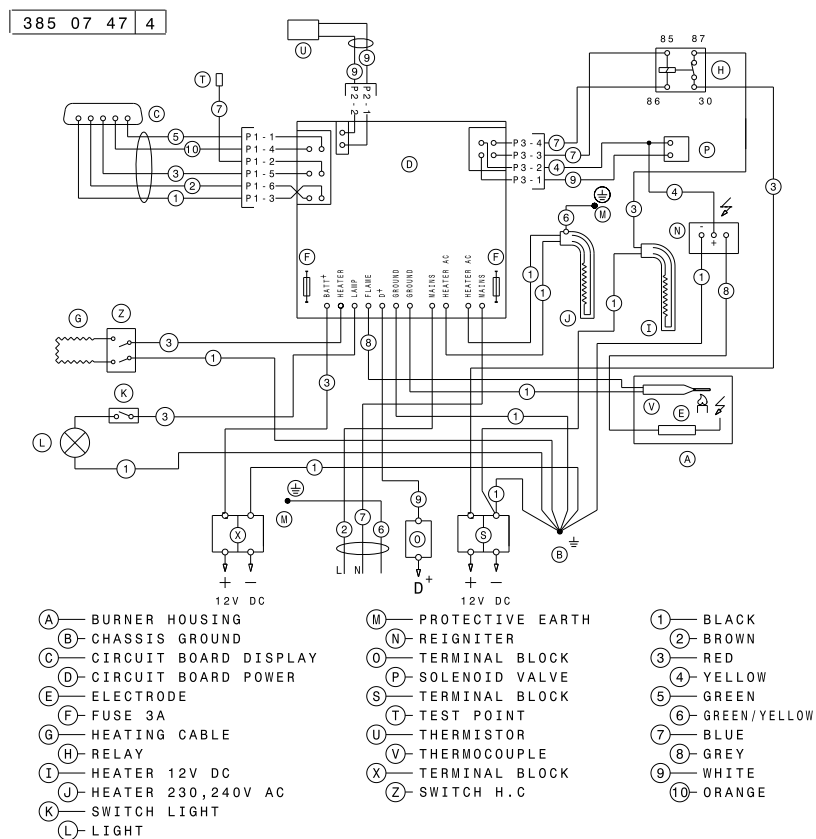 385 07 47 4
U
9
9
P2-2
P2-1
T
7
C
85 87
H
86 30
5
10
3
2
1
P1-1
P1-4
P1-2
P1-5
P1-6
P1-3
D
P3-4
P3-3
P3-2
P3-1
7
7
4
9
P
3
4
3
6
M
N
- +
F
F
BATT+
HEATER
LAMP
FLAME
D+
GROUND
GROUND
MAINS
HEATER AC
HEATER AC
MAINS
1
1
J
1
I
1
8
G
Z
3
1
8
3
K
3
L
1
1
1
V
E
A
1
M
2
7
6
9
1
X
O
S
B
L N
+ -
12V DC
D+
+ -
12V DC
A BURNER HOUSING
B CHASSIS GROUND
C CIRCUIT BOARD DISPLAY
D CIRCUIT BOARD POWER
E ELECTRODE
F FUSE 3A
G HEATING CABLE
H RELAY
I HEATER 12V DC
J HEATER 230,240V AC
K SWITCH LIGHT
L LIGHT
M PROTECTIVE EARTH
N REIGNITER
O TERMINAL BLOCK
P SOLENOID VALVE
S TERMINAL BLOCK
T TEST POINT
U THERMISTOR
V THERMOCOUPLE
X TERMINAL BLOCK
Z SWITCH H.C
1 BLACK
2 BROWN
3 RED
4 YELLOW
5 GREEN
6 GREEN/YELLOW
7 BLUE
8 GREY
9 WHITE
10 ORANGE